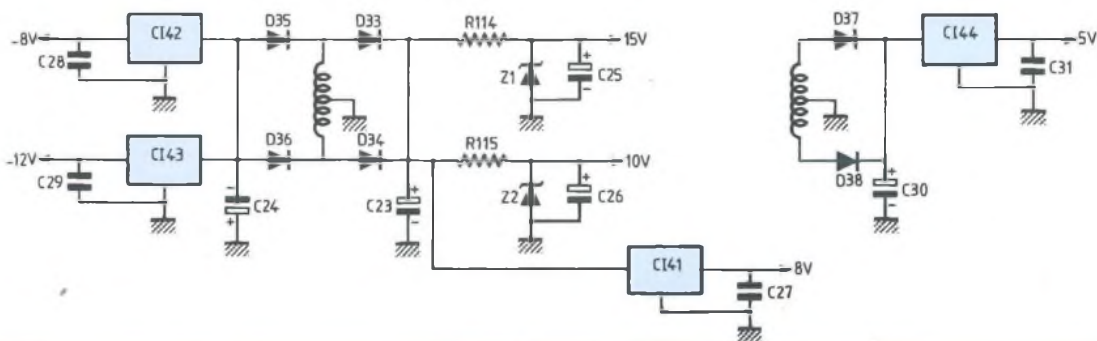 D35
D33
R114
D37
-8V
CI42
15V
CI44
5V
C28
Z1
+
C25
-
C31
D36
D34
R115
-12V
CI43
10V
D38
C29
-
C24
+
C23
+
-
Z2
+
C26
-
+
C30
-
CI41
8V
C27